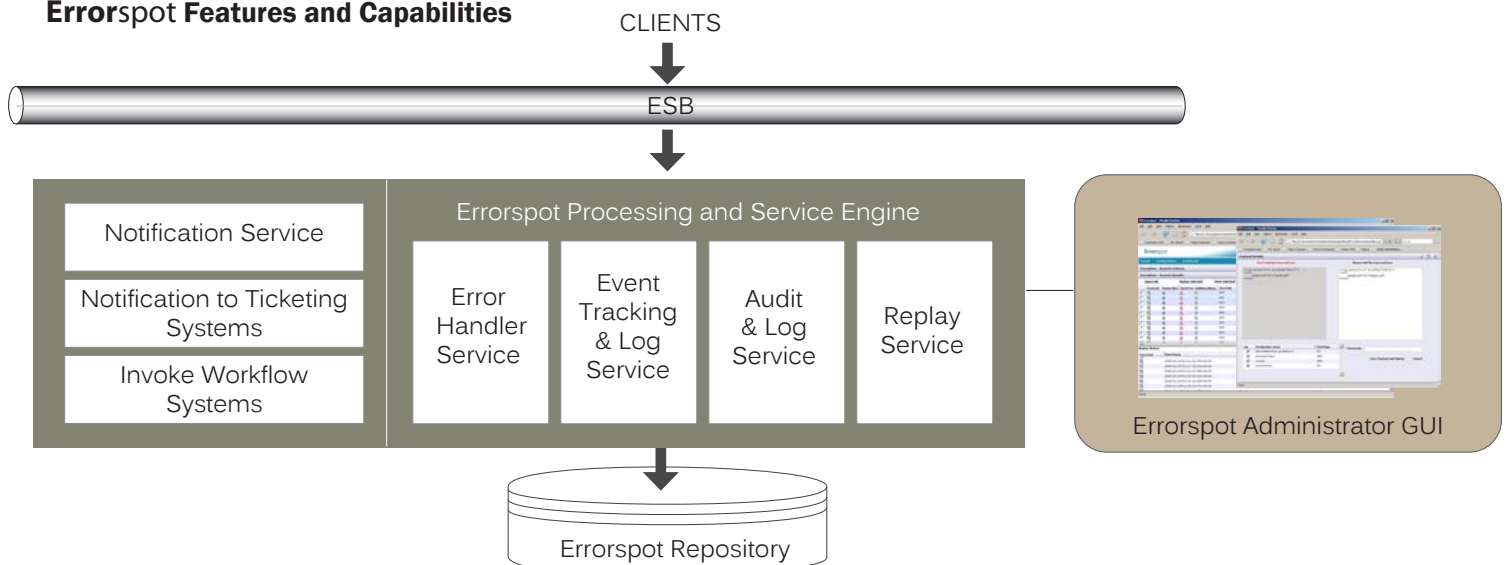 Errorspot Features and Capabilities
CLIENTS
ESB
Notification Service
Notification to Ticketing
Systems
Invoke Workflow
Systems
Errorspot Processing and Service Engine
Error
Handler
Service
Event
Tracking
& Log
Service
Audit
& Log
Service
Replay
Service
Errorspot Administrator GUI
Errorspot Repository